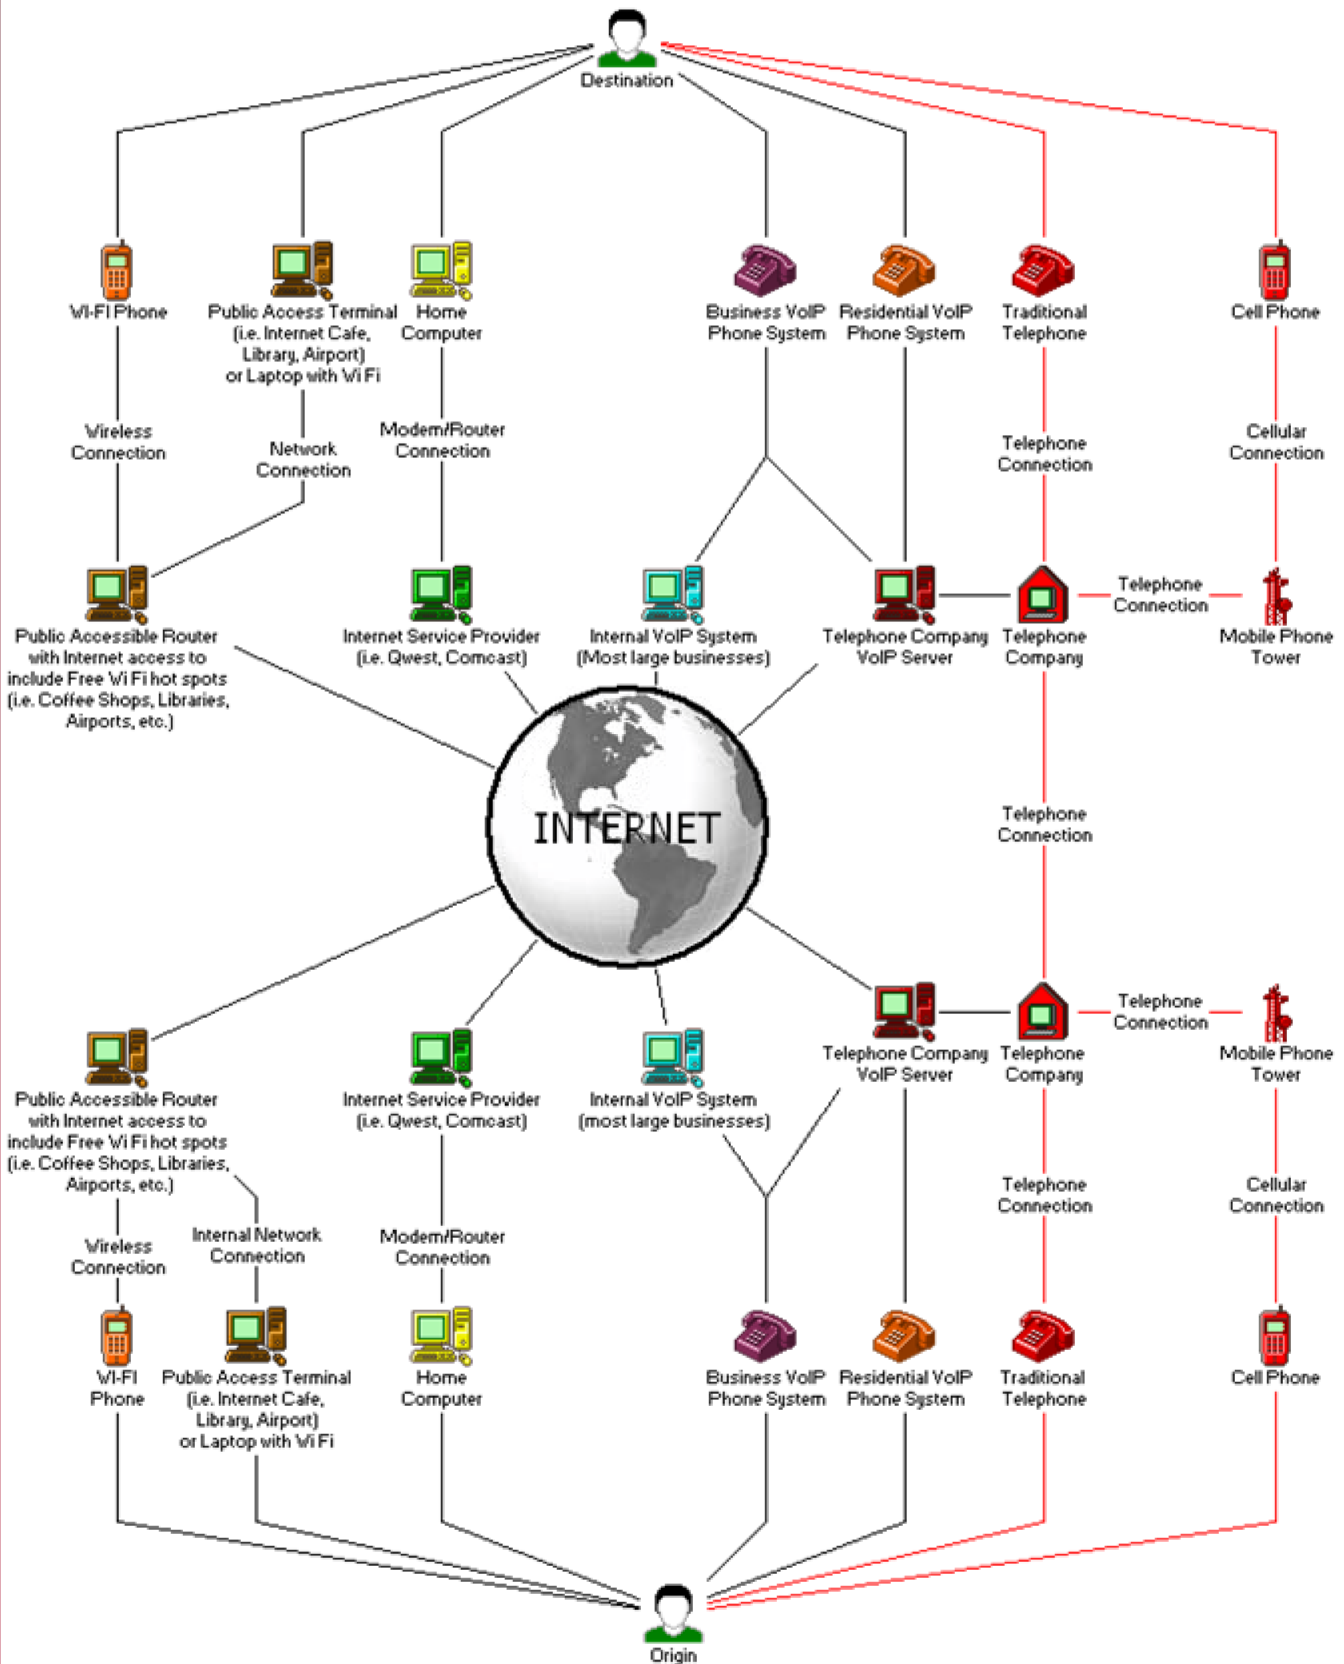 Destination
WI-FI Phone
Public Access Terminal
(i.e. Internet Cafe,
Library, Airport)
or Laptop with Wi Fi
Home
Computer
Business VoIP
Phone System
Residential VoIP
Phone System
Traditional
Telephone
Cell Phone
Wireless
Connection
Network
Connection
Modem/Router
Connection
Telephone
Connection
Cellular
Connection
Public Accessible Router
with Internet access to
include Free Wi Fi hot spots
(i.e. Coffee Shops, Libraries,
Airports, etc.)
Internet Service Provider
(i.e. Qwest, Comcast)
Internal VoIP System
(Most large businesses)
Telephone Company
VoIP Server
Telephone
Company
Telephone
Connection
Mobile Phone
Tower
INTERNET
Telephone
Connection
Public Accessible Router
with Internet access to
include Free Wi Fi hot spots
(i.e. Coffee Shops, Libraries,
Airports, etc.)
Internet Service Provider
(i.e. Qwest, Comcast)
Internal VoIP System
(most large businesses)
Telephone Company
VoIP Server
Telephone
Company
Telephone
Connection
Mobile Phone
Tower
Wireless
Connection
Internal Network
Connection
Modem/Router
Connection
Telephone
Connection
Cellular
Connection
WI-FI
Phone
Public Access Terminal
(i.e. Internet Cafe,
Library, Airport)
or Laptop with Wi Fi
Home
Computer
Business VoIP
Phone System
Residential VoIP
Phone System
Traditional
Telephone
Cell Phone
Origin